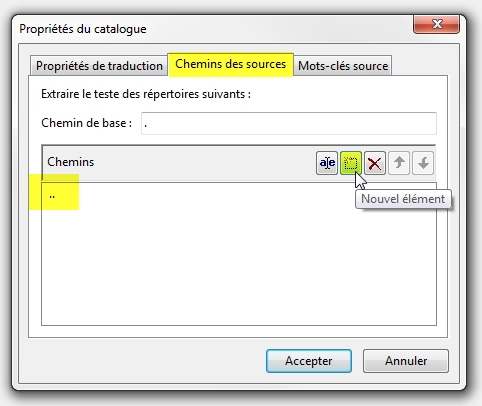 Propriétés du catalogue
Propriétés de traduction
Chemins des sources
Mots-clés source
Extraire le teste des répertoires suivants :
Chemin de base : .
Chemins
aĮe
..
Nouvel élément
Accepter
Annuler